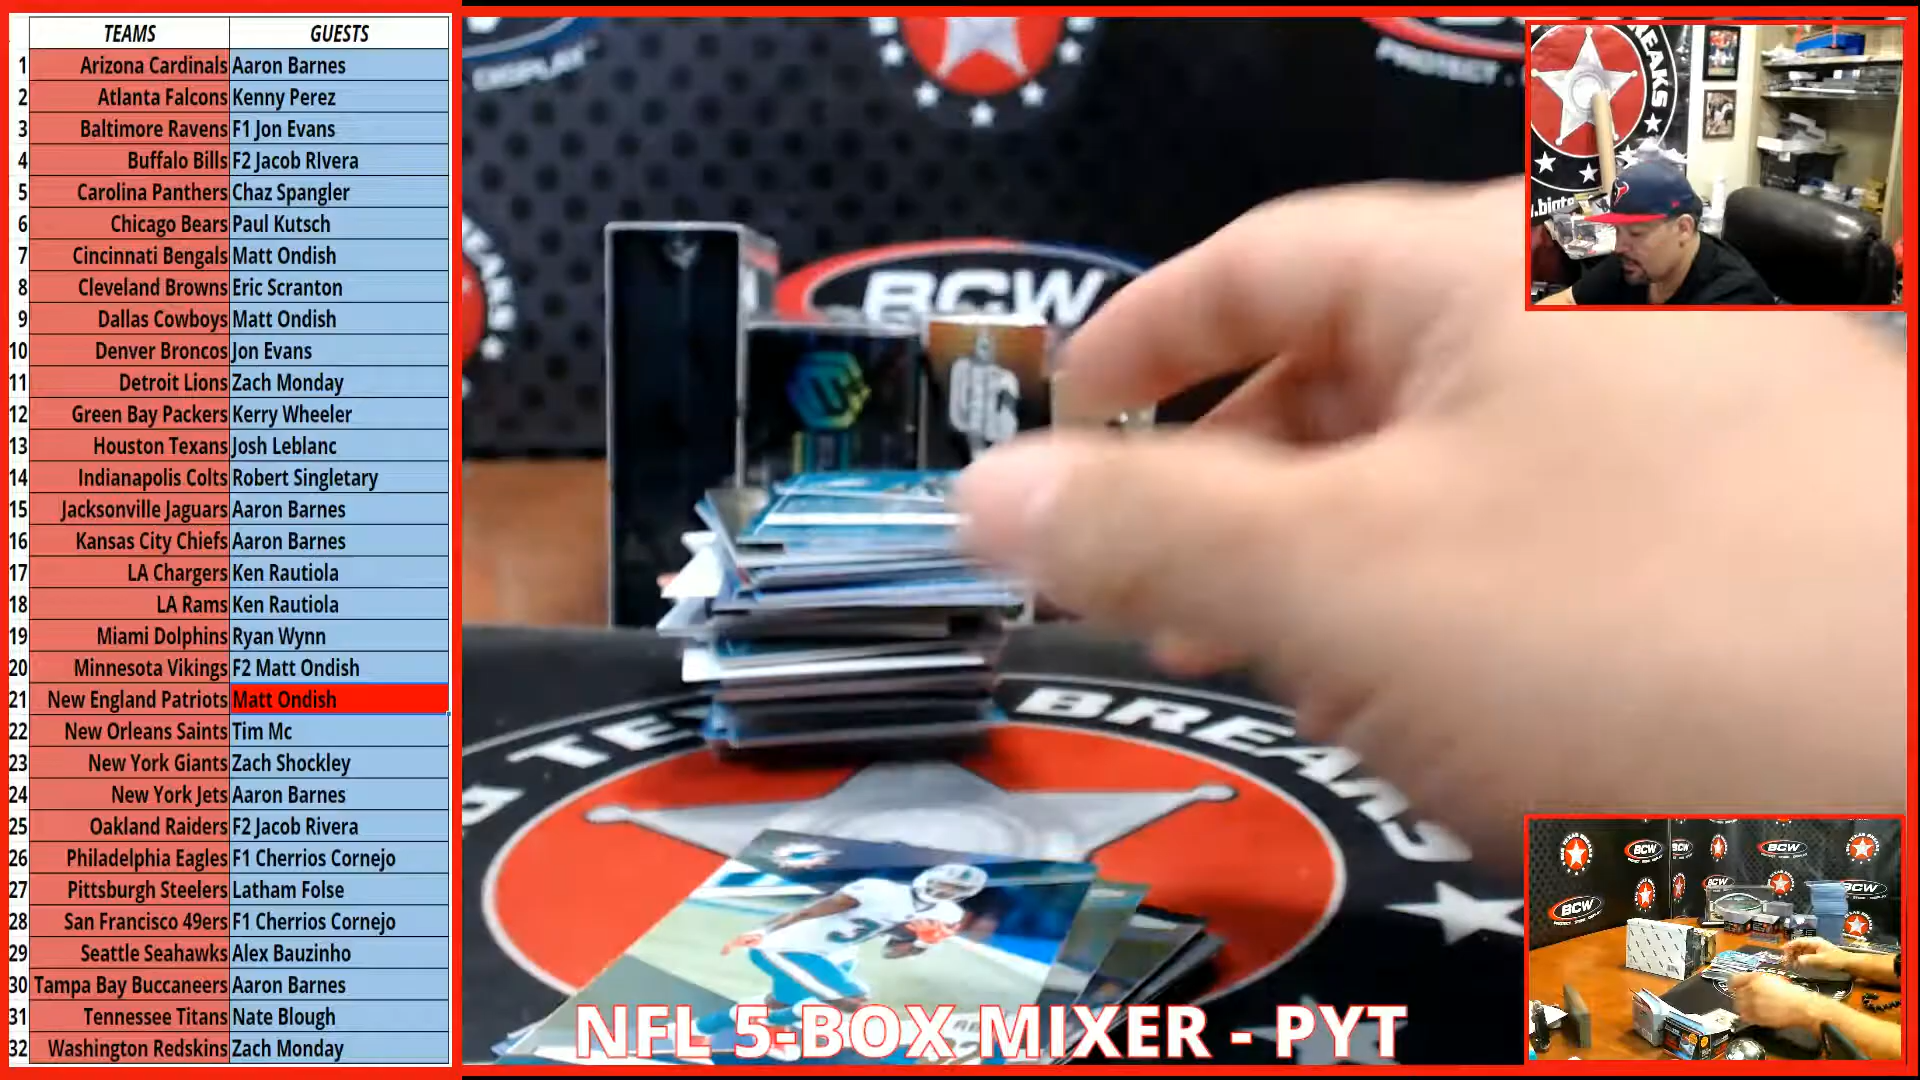 TEAMS GUESTS
1 Arizona Cardinals Aaron Barnes
2 Atlanta Falcons Kenny Perez
3 Baltimore Ravens F1 Jon Evans
4 Buffalo Bills F2 Jacob RIvera
5 Carolina Panthers Chaz Spangler
6 Chicago Bears Paul Kutsch
7 Cincinnati Bengals Matt Ondish
8 Cleveland Browns Eric Scranton
9 Dallas Cowboys Matt Ondish
10 Denver Broncos Jon Evans
11 Detroit Lions Zach Monday
12 Green Bay Packers Kerry Wheeler
13 Houston Texans Josh Leblanc
14 Indianapolis Colts Robert Singletary
15 Jacksonville Jaguars Aaron Barnes
16 Kansas City Chiefs Aaron Barnes
17 LA Chargers Ken Rautiola
18 LA Rams Ken Rautiola
19 Miami Dolphins Ryan Wynn
20 Minnesota Vikings F2 Matt Ondish
21 New England Patriots Matt Ondish
22 New Orleans Saints Tim Mc
23 New York Giants Zach Shockley
24 New York Jets Aaron Barnes
25 Oakland Raiders F2 Jacob Rivera
26 Philadelphia Eagles F1 Cherrios Cornejo
27 Pittsburgh Steelers Latham Folse
28 San Francisco 49ers F1 Cherrios Cornejo
29 Seattle Seahawks Alex Bauzinho
30 Tampa Bay Buccaneers Aaron Barnes
31 Tennessee Titans Nate Blough
32 Washington Redskins Zach Monday
DISPLAY
PROTECT
BCW
BREAKS
NFL 5-BOX MIXER - PYT
REAKS
BCW
BCW
BCW
BCW
BCW
BCW